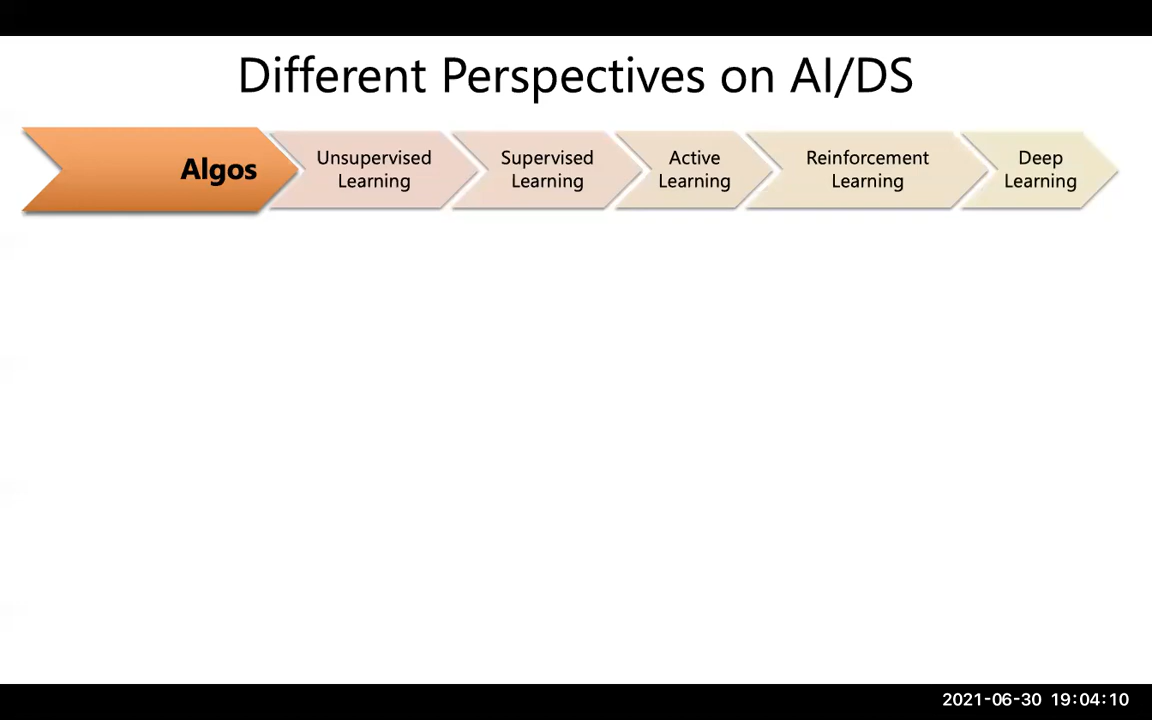 Different Perspectives on AI/DS
Algos
Unsupervised
Learning
Supervised
Learning
Active
Learning
Reinforcement
Learning
Deep
Learning
2021-06-30 19:04:10